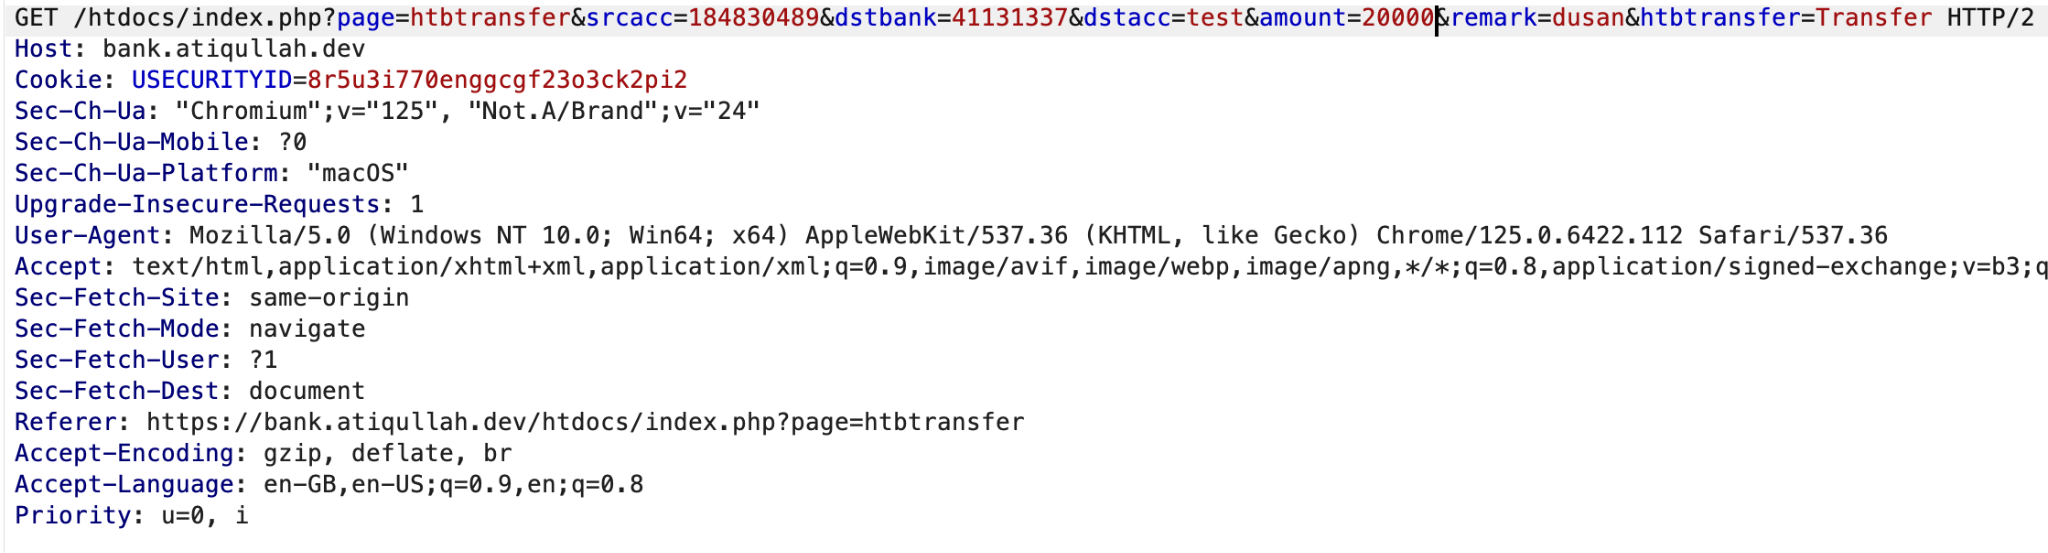 GET /htdocs/index.php?page=htbtransfer&srcacc=184830489&dstbank=41131337&dstacc=test&amount=20000&remark=dusan&htbtransfer=Transfer HTTP/2
Host: bank.atiqullah.dev
Cookie: USECURITYID=8r5u3i770enggcgf23o3ck2pi2
Sec-Ch-Ua: "Chromium";v="125", "Not.A/Brand";v="24"
Sec-Ch-Ua-Mobile: ?0
Sec-Ch-Ua-Platform: "macOS"
Upgrade-Insecure-Requests: 1
User-Agent: Mozilla/5.0 (Windows NT 10.0; Win64; x64) AppleWebKit/537.36 (KHTML, like Gecko) Chrome/125.0.6422.112 Safari/537.36
Accept: text/html,application/xhtml+xml,application/xml;q=0.9,image/avif,image/webp,image/apng,*/*;q=0.8,application/signed-exchange;v=b3;q
Sec-Fetch-Site: same-origin
Sec-Fetch-Mode: navigate
Sec-Fetch-User: ?1
Sec-Fetch-Dest: document
Referer: https://bank.atiqullah.dev/htdocs/index.php?page=htbtransfer
Accept-Encoding: gzip, deflate, br
Accept-Language: en-GB,en-US;q=0.9,en;q=0.8
Priority: u=0, i